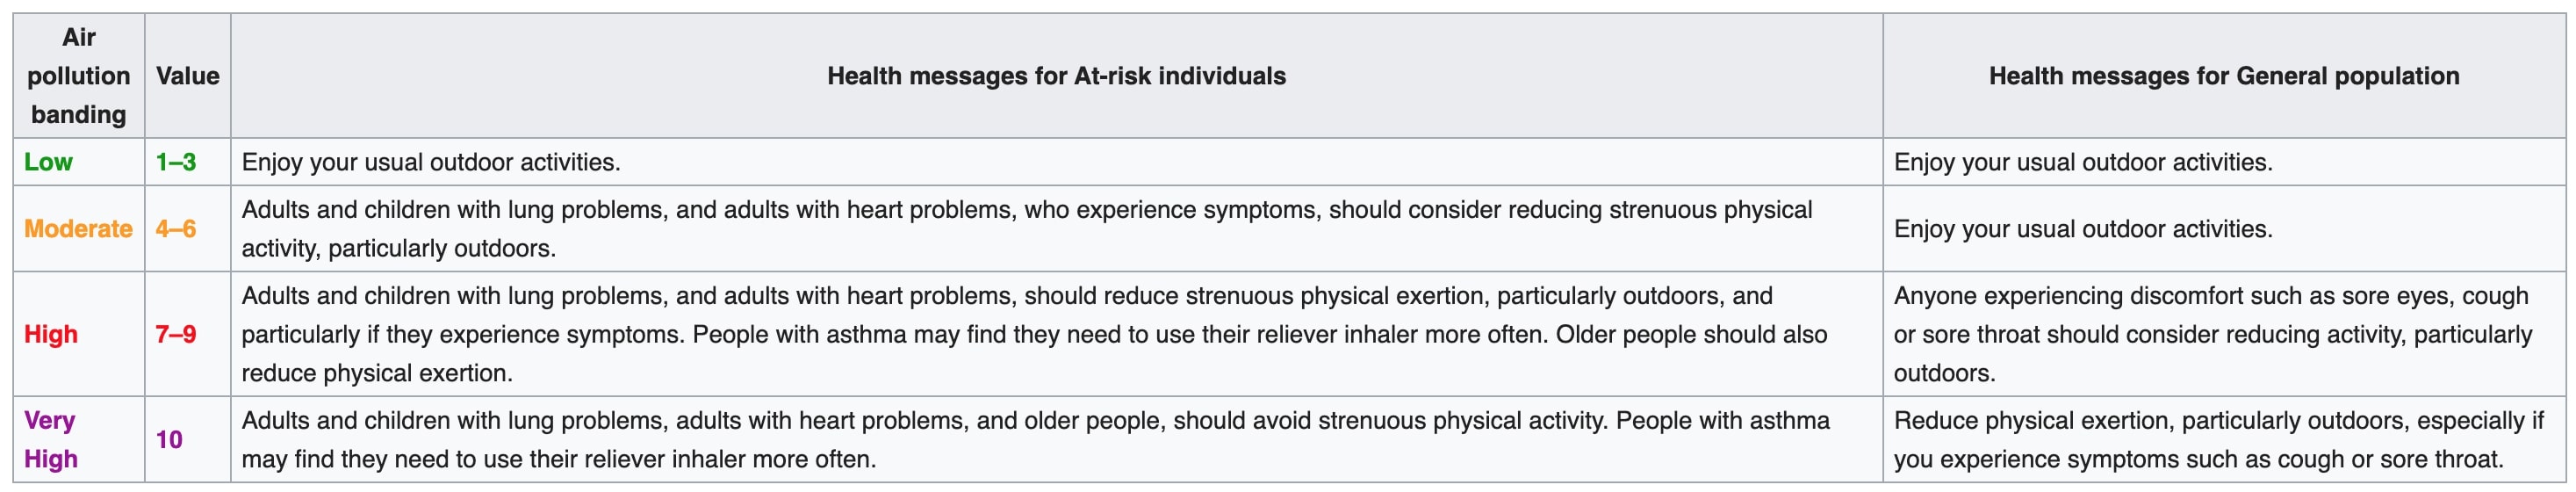 Air
pollution
banding
Value
Health messages for At-risk individuals
Health messages for General population
Low
1–3
Enjoy your usual outdoor activities.
Enjoy your usual outdoor activities.
Moderate
4–6
Adults and children with lung problems, and adults with heart problems, who experience symptoms, should consider reducing strenuous physical
activity, particularly outdoors.
Enjoy your usual outdoor activities.
High
7–9
Adults and children with lung problems, and adults with heart problems, should reduce strenuous physical exertion, particularly outdoors, and
particularly if they experience symptoms. People with asthma may find they need to use their reliever inhaler more often. Older people should also
reduce physical exertion.
Anyone experiencing discomfort such as sore eyes, cough
or sore throat should consider reducing activity, particularly
outdoors.
Very
High
10
Adults and children with lung problems, adults with heart problems, and older people, should avoid strenuous physical activity. People with asthma
may find they need to use their reliever inhaler more often.
Reduce physical exertion, particularly outdoors, especially if
you experience symptoms such as cough or sore throat.